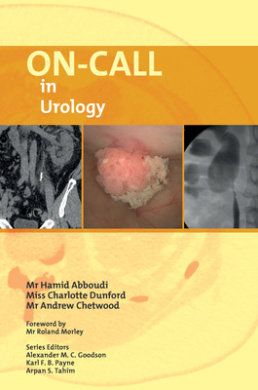 ON-CALL
in
Urology
Mr Hamid Abboudi
Miss Charlotte Dunford
Mr Andrew Chetwood
Foreword by
Mr Roland Morley
Series Editors
Alexander M. C. Goodson
Karl F. B. Payne
Arpan S. Tahim